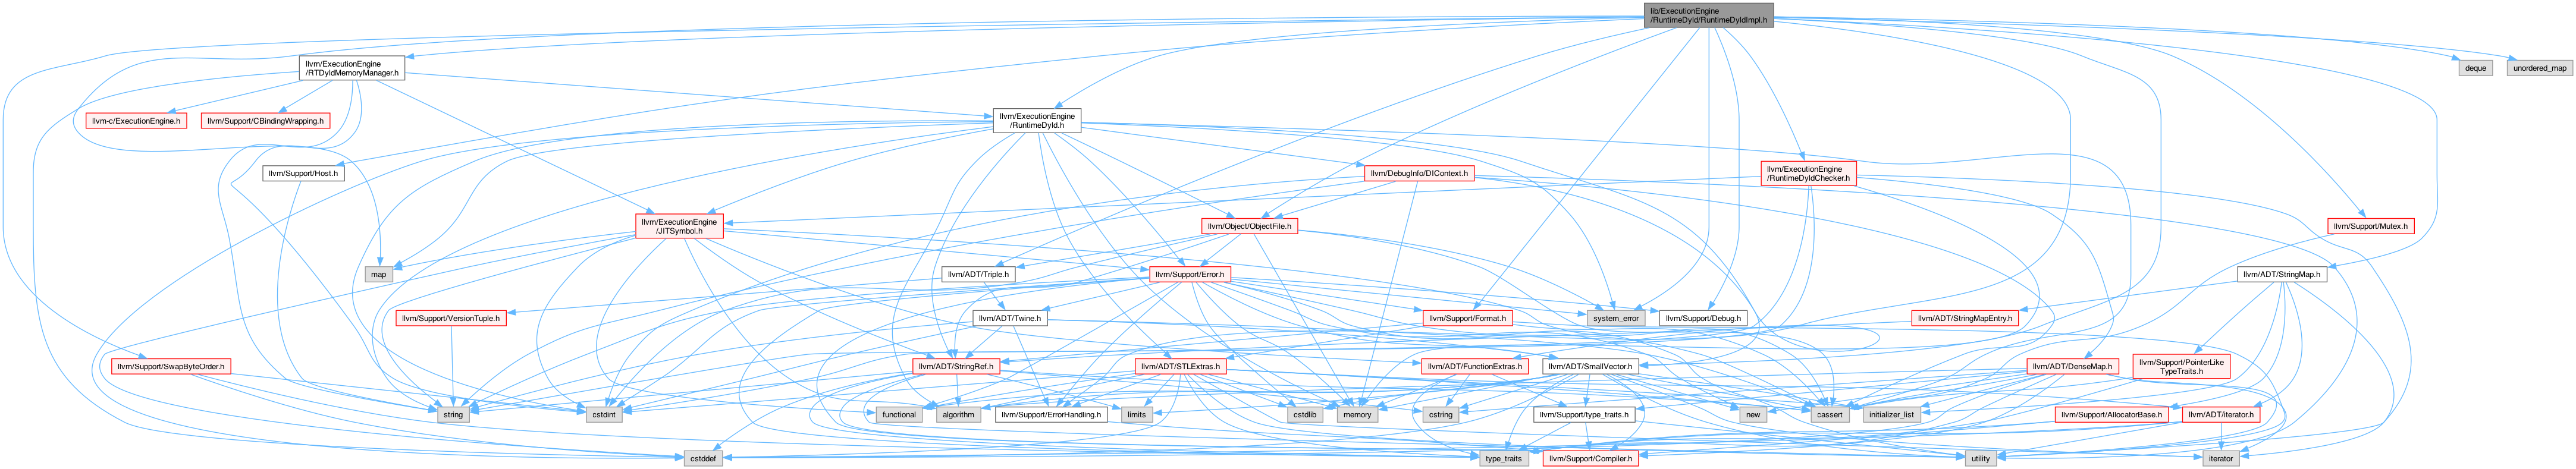 lib/ExecutionEngine
/RuntimeDyld/RuntimeDyldImpl.h
llvm/ExecutionEngine
/RTDyldMemoryManager.h
deque
unordered_map
llvm-c/ExecutionEngine.h
llvm/Support/CBindingWrapping.h
llvm/ExecutionEngine
/RuntimeDyld.h
llvm/Support/Host.h
llvm/DebugInfo/DIContext.h
llvm/ExecutionEngine
/RuntimeDyldChecker.h
llvm/ExecutionEngine
/JITSymbol.h
llvm/Object/ObjectFile.h
llvm/Support/Mutex.h
map
llvm/ADT/Triple.h
llvm/Support/Error.h
llvm/ADT/StringMap.h
llvm/Support/VersionTuple.h
llvm/ADT/Twine.h
llvm/Support/Format.h
system_error
llvm/Support/Debug.h
llvm/ADT/StringMapEntry.h
llvm/Support/SwapByteOrder.h
llvm/ADT/StringRef.h
llvm/ADT/STLExtras.h
llvm/ADT/FunctionExtras.h
llvm/ADT/SmallVector.h
llvm/ADT/DenseMap.h
llvm/Support/PointerLike
TypeTraits.h
string
cstdint
functional
algorithm
llvm/Support/ErrorHandling.h
limits
cstdlib
memory
cstring
llvm/Support/type_traits.h
new
cassert
initializer_list
llvm/Support/AllocatorBase.h
llvm/ADT/iterator.h
cstddef
type_traits
llvm/Support/Compiler.h
utility
iterator